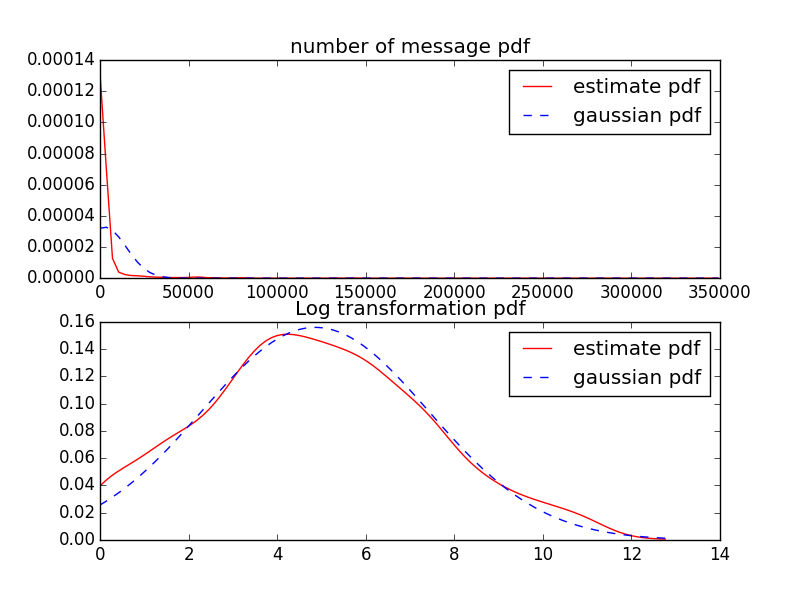 number of message pdf
0.00014
0.00012
0.00010
0.00008
0.00006
0.00004
0.00002
0.00000
estimate pdf
gaussian pdf
0 50000 100000 150000 200000 250000 300000 350000
Log transformation pdf
0.16
0.14
0.12
0.10
0.08
0.06
0.04
0.02
0.00
estimate pdf
gaussian pdf
0 2 4 6 8 10 12 14